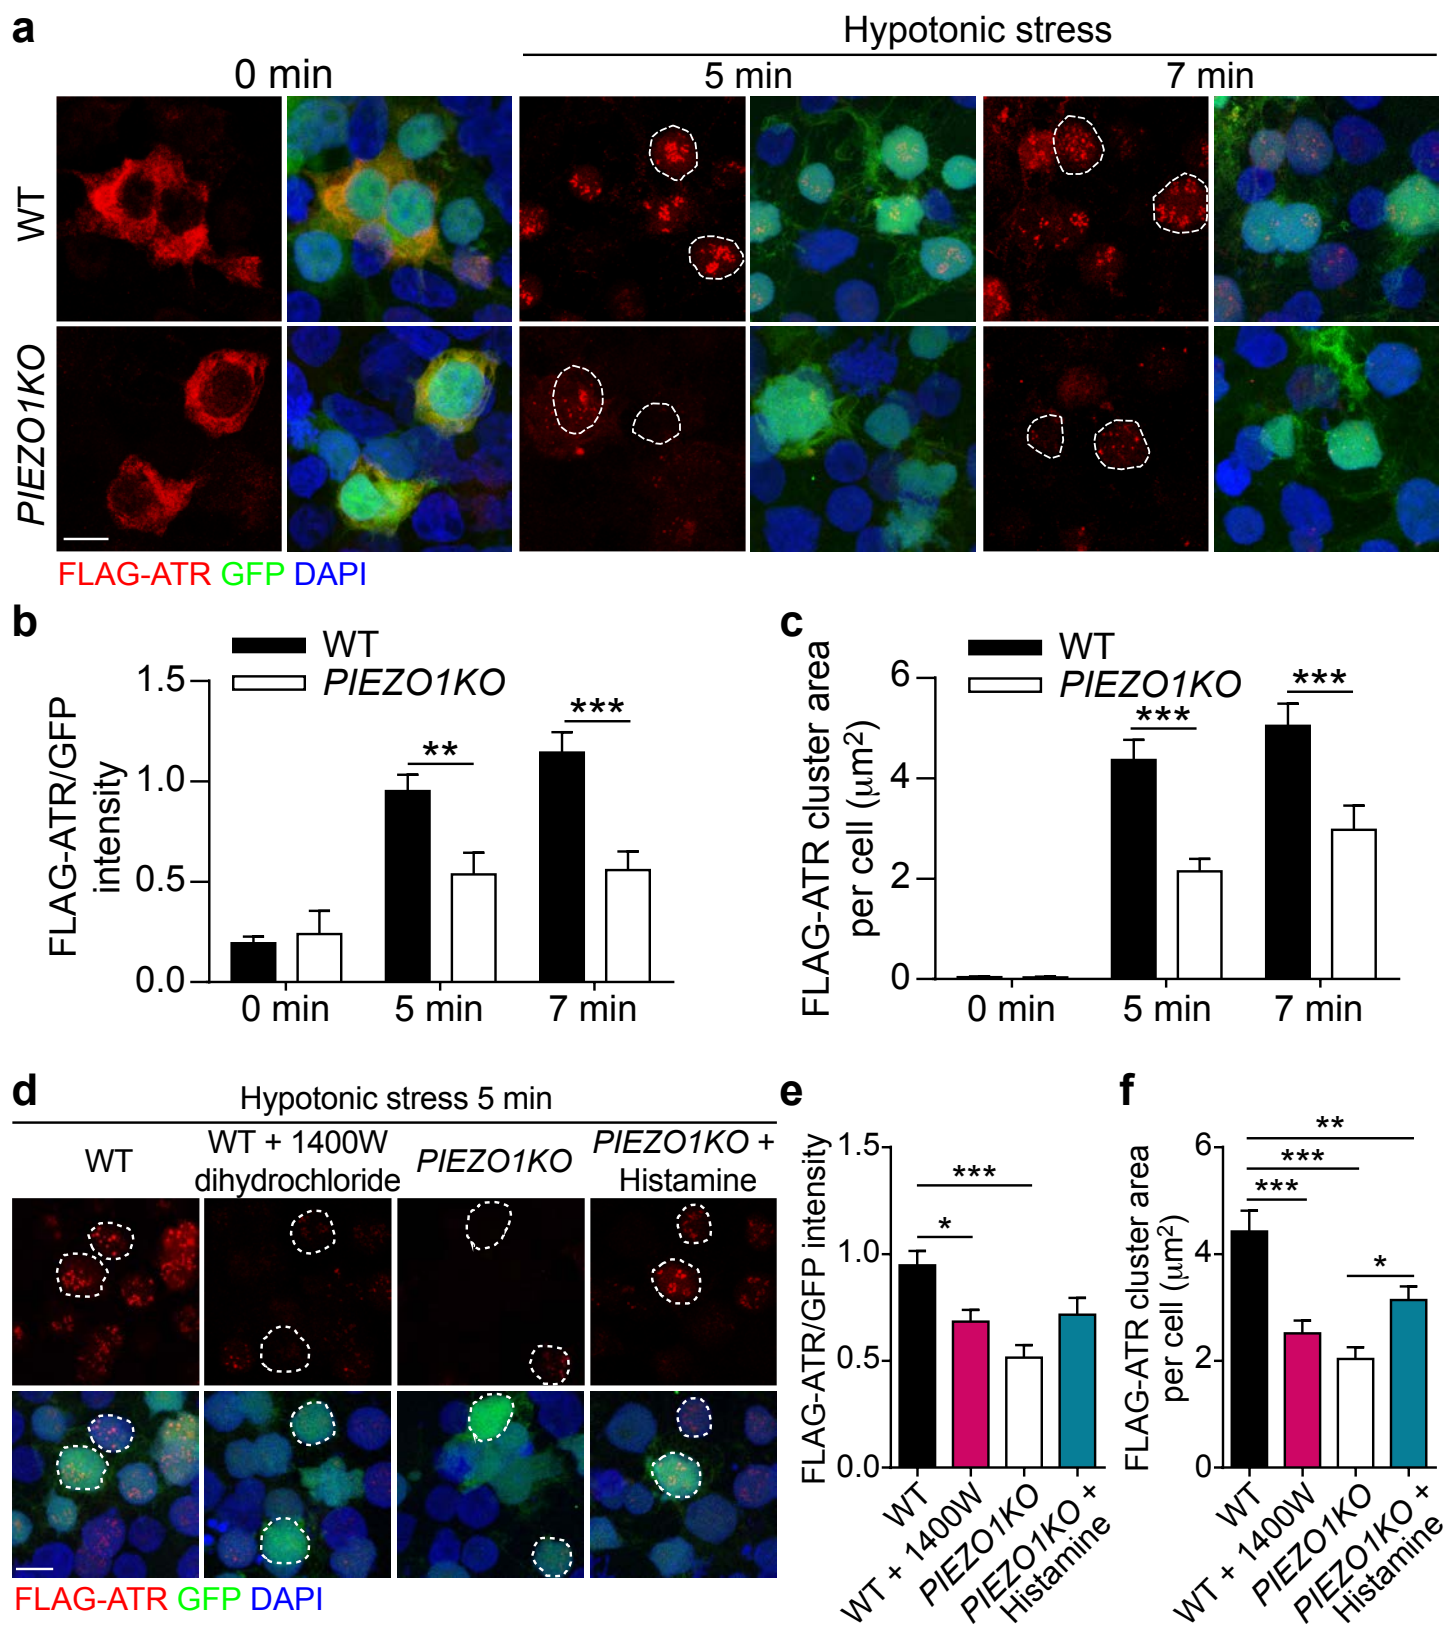 a
Hypotonic stress
0 min
5 min
7 min
WT
PIEZO1KO
FLAG-ATR GFP DAPI
b
WT
PIEZO1KO
FLAG-ATR/GFP
intensity
1.5
1.0
0.5
0.0
**
***
0 min
5 min
7 min
c
WT
PIEZO1KO
FLAG-ATR cluster area
per cell (μm²)
6
4
2
0
***
***
0 min
5 min
7 min
d
Hypotonic stress 5 min
WT
WT + 1400W
dihydrochloride
PIEZO1KO
PIEZO1KO +
Histamine
FLAG-ATR GFP DAPI
e
FLAG-ATR/GFP intensity
1.5
1.0
0.5
0.0
***
*
WT
WT + 1400W
PIEZO1KO
PIEZO1KO +
Histamine
f
FLAG-ATR cluster area
per cell (μm²)
6
4
2
0
**
***
***
*
WT
WT + 1400W
PIEZO1KO
PIEZO1KO +
Histamine